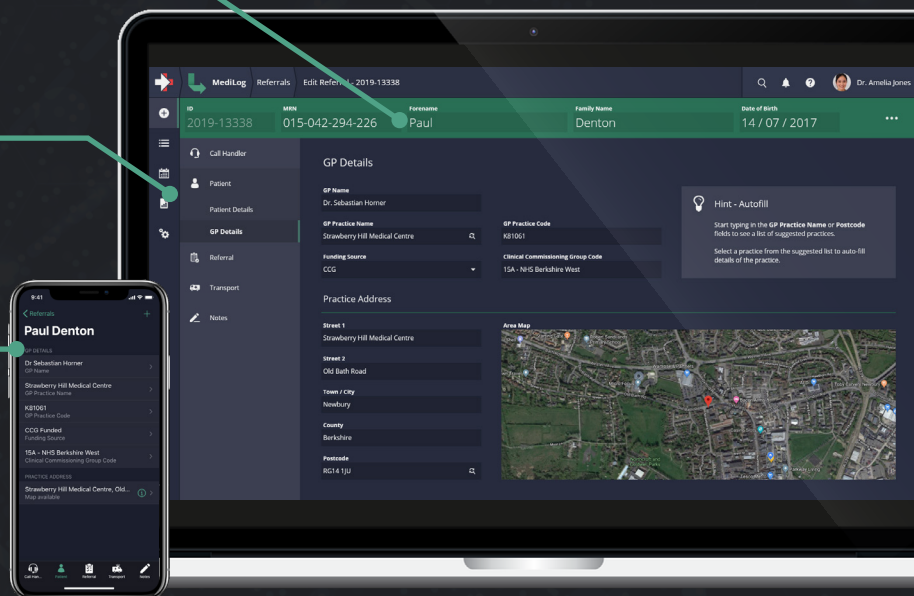 MediLog Referrals Edit Referral - 2019-13338 Dr. Amelia Jones
ID MRN Forename Family Name Date of Birth
2019-13338 015-042-294-226 Paul Denton 14 / 07 / 2017
Call Handler
Patient
Patient Details
GP Details
Referral
Transport
Notes
GP Details
GP Name
Dr. Sebastian Homer
GP Practice Name GP Practice Code
Strawberry Hill Medical Centre K81061
Funding Source Clinical Commissioning Group Code
CCG 15A - NHS Berkshire West
Hint - Autofill
Start typing in the GP Practice Name or Postcode
fields to see a list of suggested practices.
Select a practice from the suggested list to auto-fill
details of the practice.
Practice Address
Street 1 Area Map
Strawberry Hill Medical Centre
Street 2
Old Bath Road
Town / City
Newbury
County
Berkshire
Postcode
RG14 1JU
9:41
Referrals
Paul Denton
GP DETAILS
Dr Sebastian Horner
GP Name
Strawberry Hill Medical Centre
GP Practice Name
K81061
GP Practice Code
CCG Funded
Funding Source
15A - NHS Berkshire West
Clinical Commissioning Group Code
PRACTICE ADDRESS
Strawberry Hill Medical Centre, Old...
Map available
Call Han... Patient Referral Transport Notes